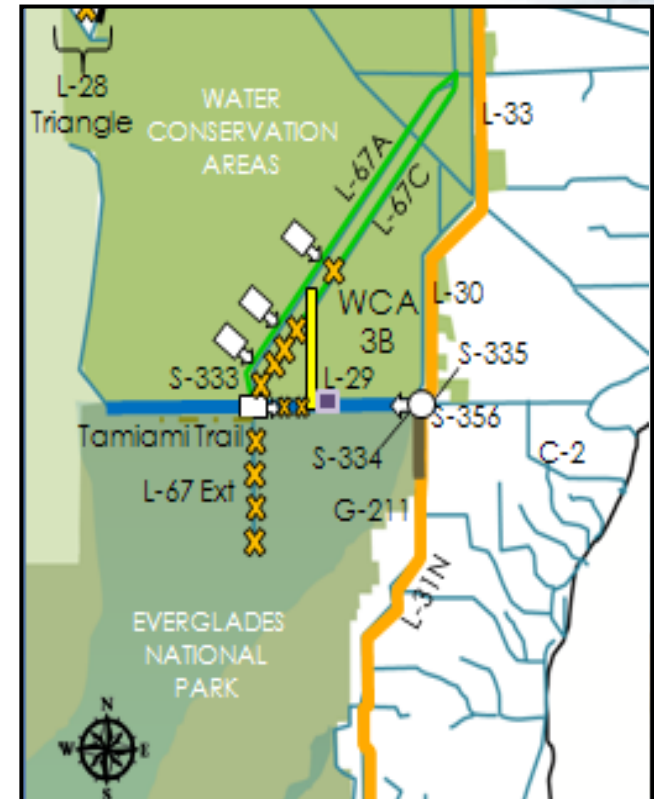 L-28
Triangle
WATER
CONSERVATION
AREAS
L-33
L-67A
L-67C
WCA
3B
L-30
S-335
S-333
L-29
S-356
Tamiami Trail
S-334
C-2
L-67 Ext
G-211
L-31N
EVERGLADES
NATIONAL
PARK
N
W
E
S